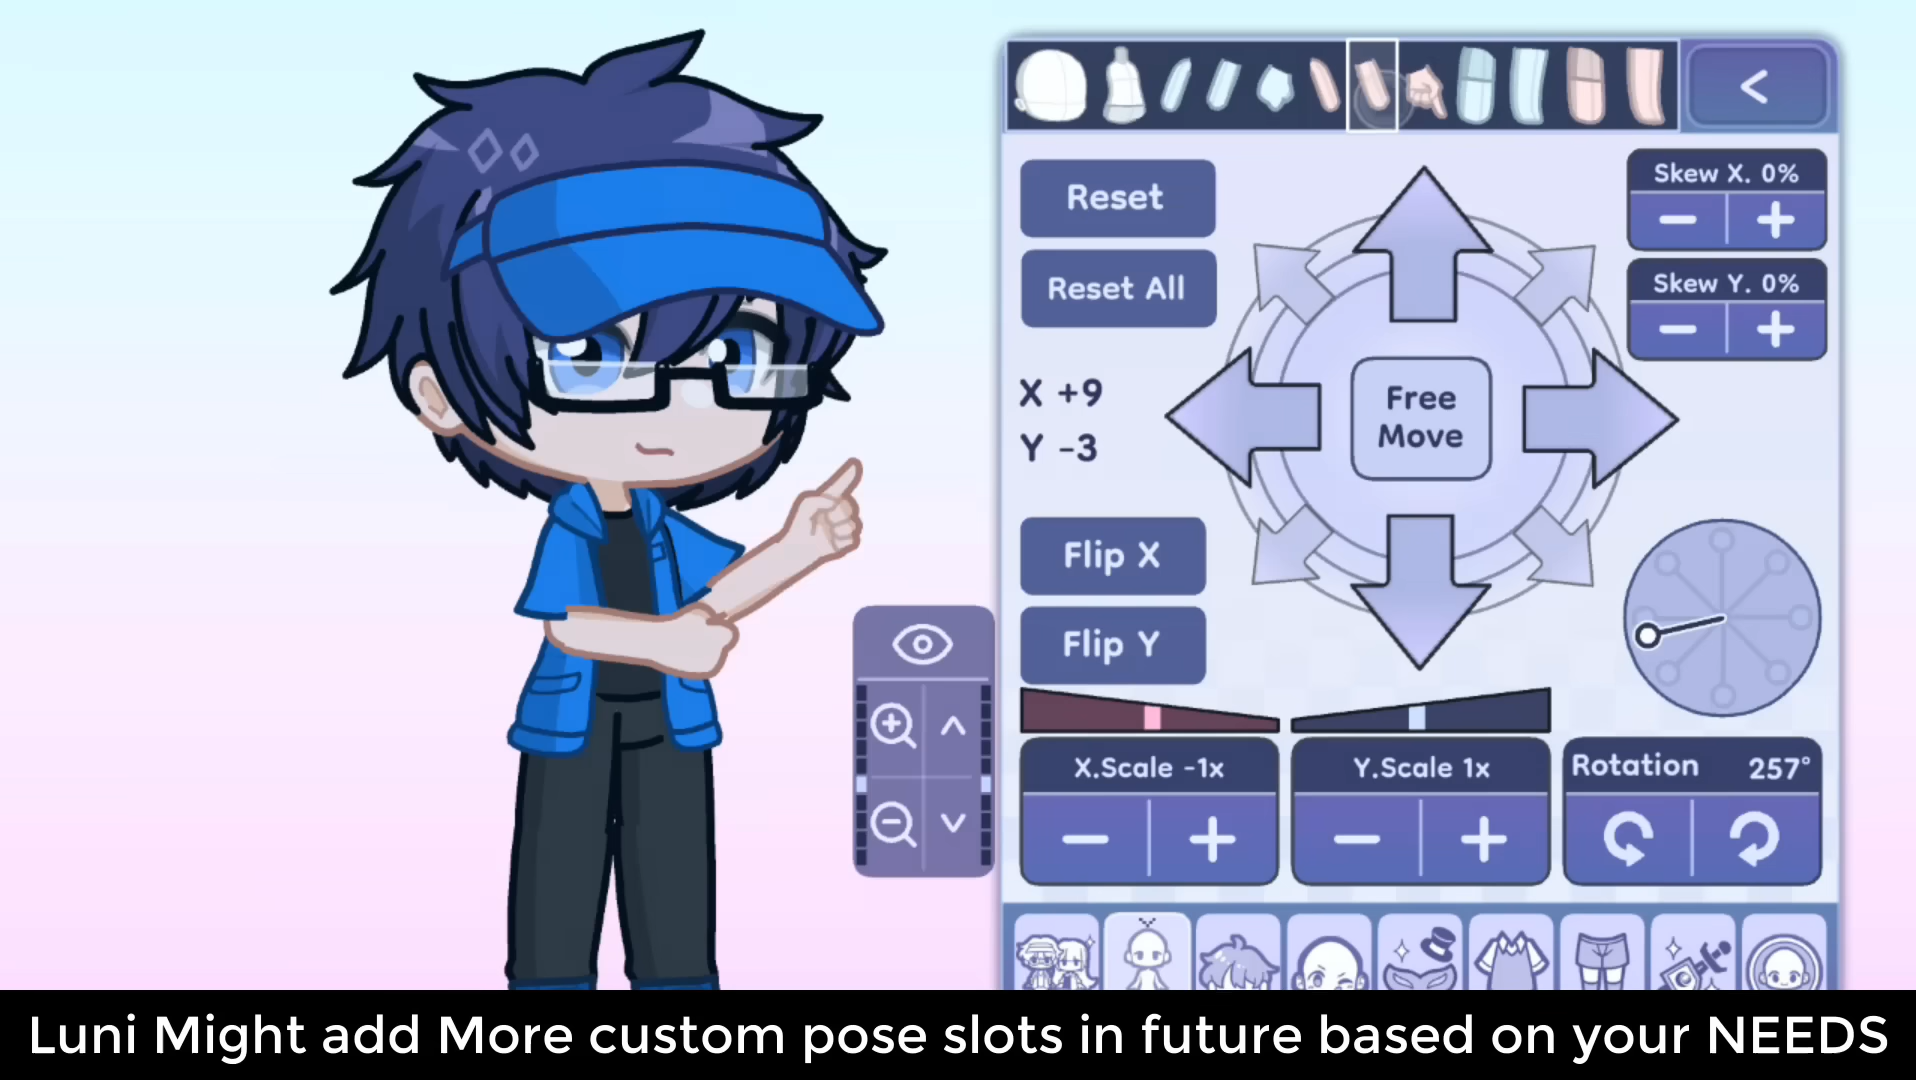 <
Reset
Skew X. 0%
− +
Reset All
Skew Y. 0%
− +
X +9
Free
Move
Y -3
Flip X
Flip Y
X.Scale -1x
− +
Y.Scale 1x
− +
Rotation 257°
Luni Might add More custom pose slots in future based on your NEEDS